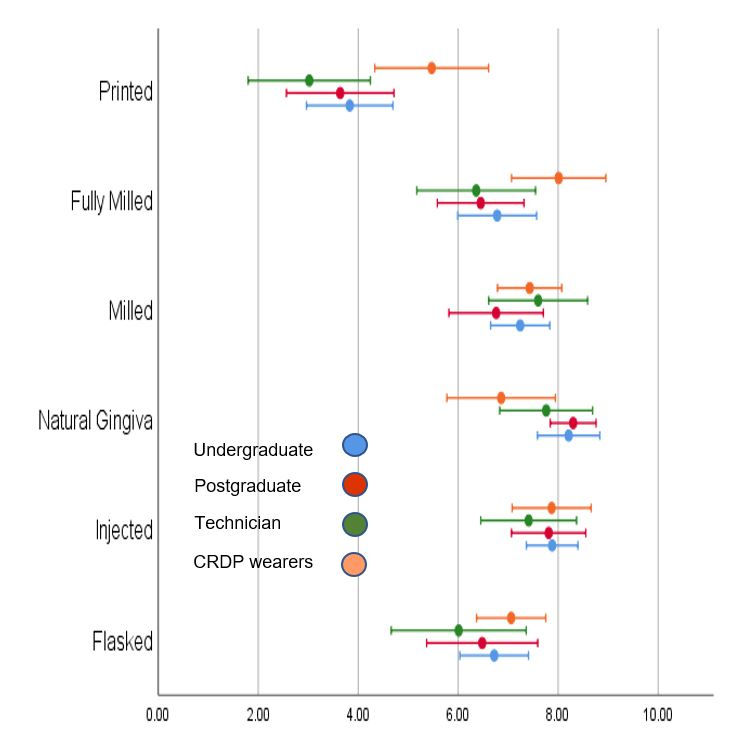 Printed
Fully Milled
Milled
Natural Gingiva
Undergraduate
Postgraduate
Technician
Injected
CRDP wearers
Flasked
0.00 2.00 4.00 6.00 8.00 10.00